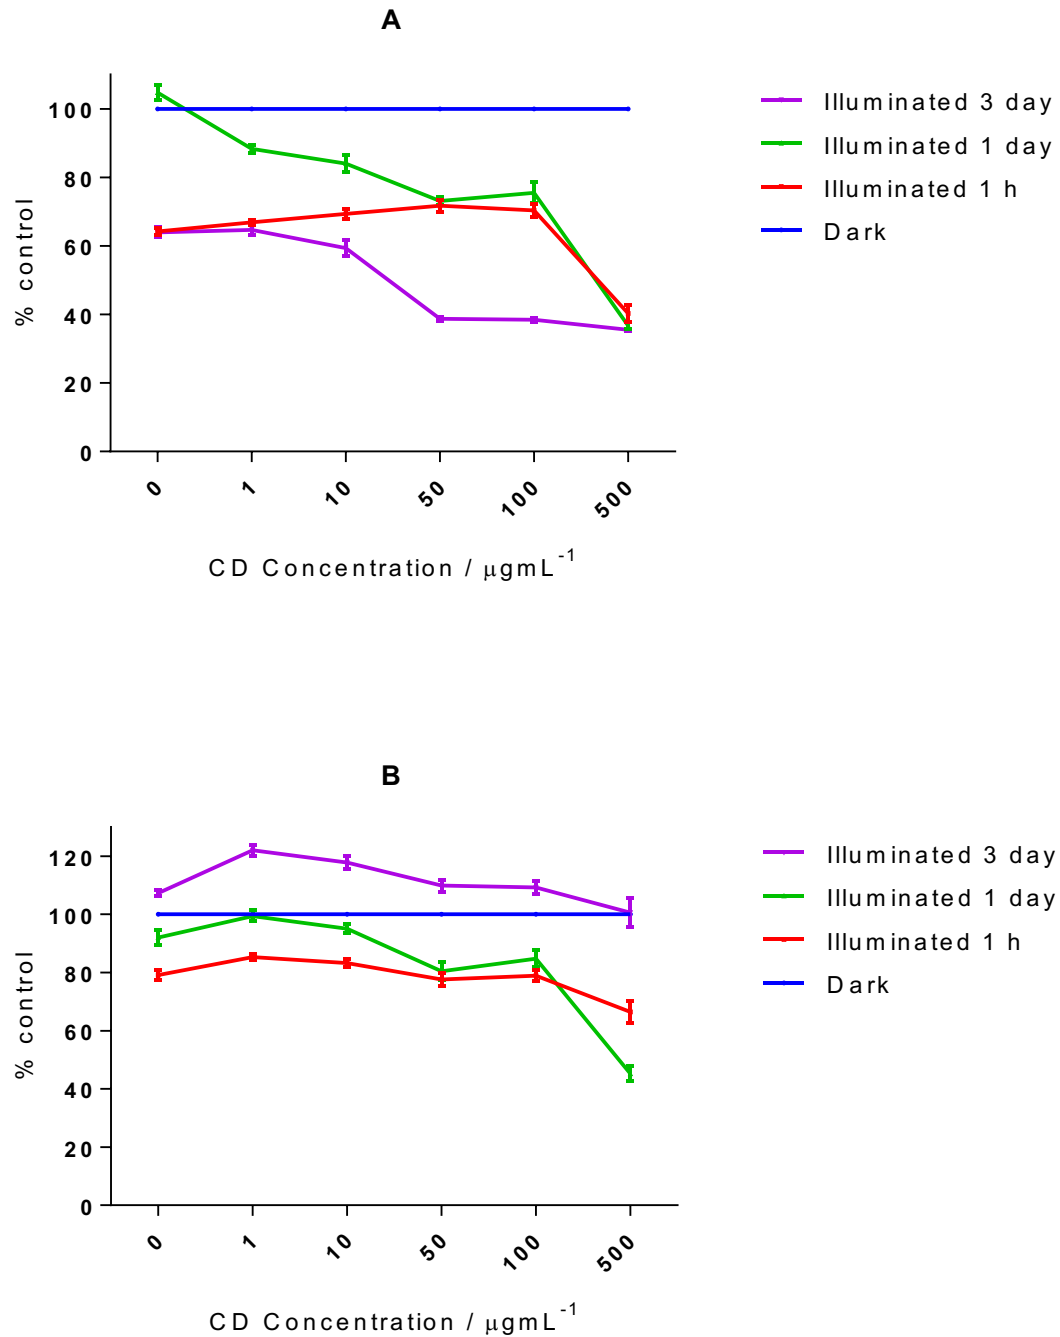 A
100
80
60
40
20
0
% control
0 1 10 50 100 500
CD Concentration / μgmL-1
Illuminated 3 day
Illuminated 1 day
Illuminated 1 h
Dark
B
120
100
80
60
40
20
0
% control
0 1 10 50 100 500
CD Concentration / μgmL-1
Illuminated 3 day
Illuminated 1 day
Illuminated 1 h
Dark